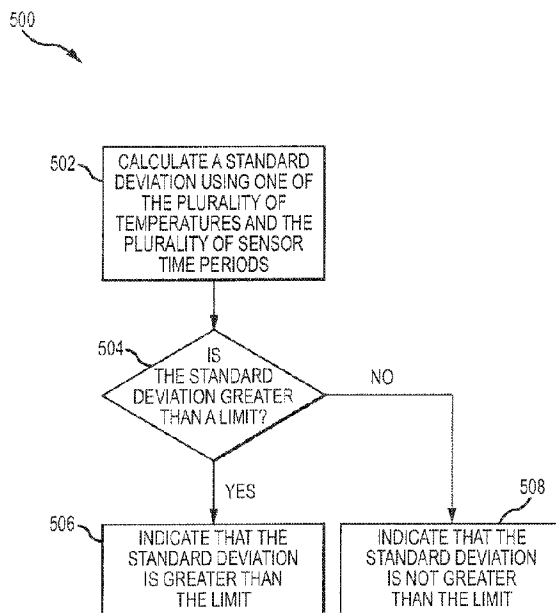 500
502
CALCULATE A STANDARD
DEVIATION USING ONE OF
THE PLURALITY OF
TEMPERATURES AND THE
PLURALITY OF SENSOR
TIME PERIODS
504
IS
THE STANDARD
DEVIATION GREATER
THAN A LIMIT?
NO
YES
506
INDICATE THAT THE
STANDARD DEVIATION
IS GREATER THAN
THE LIMIT
508
INDICATE THAT THE
STANDARD DEVIATION
IS NOT GREATER
THAN THE LIMIT